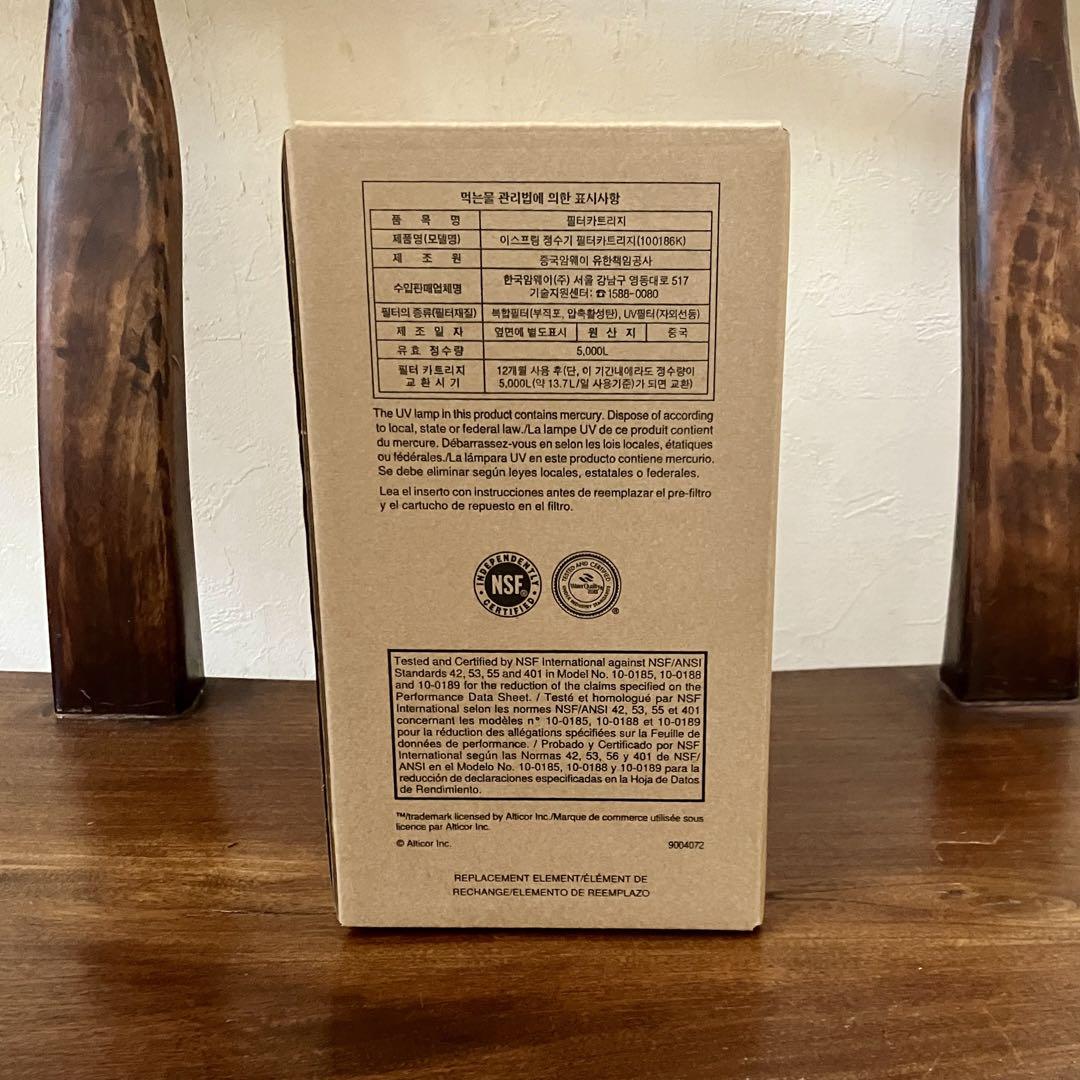 먹는물 관리법에 의한 표시사항
품 목 명 필터카트리지
제품명(모델명) 이스프링 정수기 필터카트리지(100186K)
제 조 원 중국암웨이 유한책임공사
수입판매업체명 한국암웨이(주) 서울 강남구 영동대로 517
기술지원센터: ☎1588-0080
필터의 종류(필터재질) 복합필터(부직포, 압축활성탄), UV필터(자외선등)
제 조 일 자 옆면에 별도표시 원 산 지 중국
유효 정수량 5,000L
필터 카트리지 12개월 사용 후(단, 이 기간내에라도 정수량이
교 환 시 기 5,000L(약 13.7L/일 사용기준)가 되면 교환)
The UV lamp in this product contains mercury. Dispose of according
to local, state or federal law./La lampe UV de ce produit contient
du mercure. Débarrassez-vous en selon les lois locales, étatiques
ou fédérales./La lámpara UV en este producto contiene mercurio.
Se debe eliminar según leyes locales, estatales o federales.
Lea el inserto con instrucciones antes de reemplazar el pre-filtro
y el cartucho de repuesto en el filtro.
INDEPENDENTLY
NSF®
CERTIFIED
TESTED AND CERTIFIED
Water Quality
UNDER INDUSTRY STANDARDS
®
Tested and Certified by NSF International against NSF/ANSI
Standards 42, 53, 55 and 401 in Model No. 10-0185, 10-0188
and 10-0189 for the reduction of the claims specified on the
Performance Data Sheet. / Testé et homologué par NSF
International selon les normes NSF/ANSI 42, 53, 55 et 401
concernant les modèles n° 10-0185, 10-0188 et 10-0189
pour la réduction des allégations spécifiées sur la Feuille de
données de performance. / Probado y Certificado por NSF
International según las Normas 42, 53, 56 y 401 de NSF/
ANSI en el Modelo No. 10-0185, 10-0188 y 10-0189 para la
reducción de declaraciones especificadas en la Hoja de Datos
de Rendimiento.
™/trademark licensed by Alticor Inc./Marque de commerce utilisée sous
licence par Alticor Inc.
© Alticor Inc. 9004072
REPLACEMENT ELEMENT/ÉLÉMENT DE
RECHANGE/ELEMENTO DE REEMPLAZO